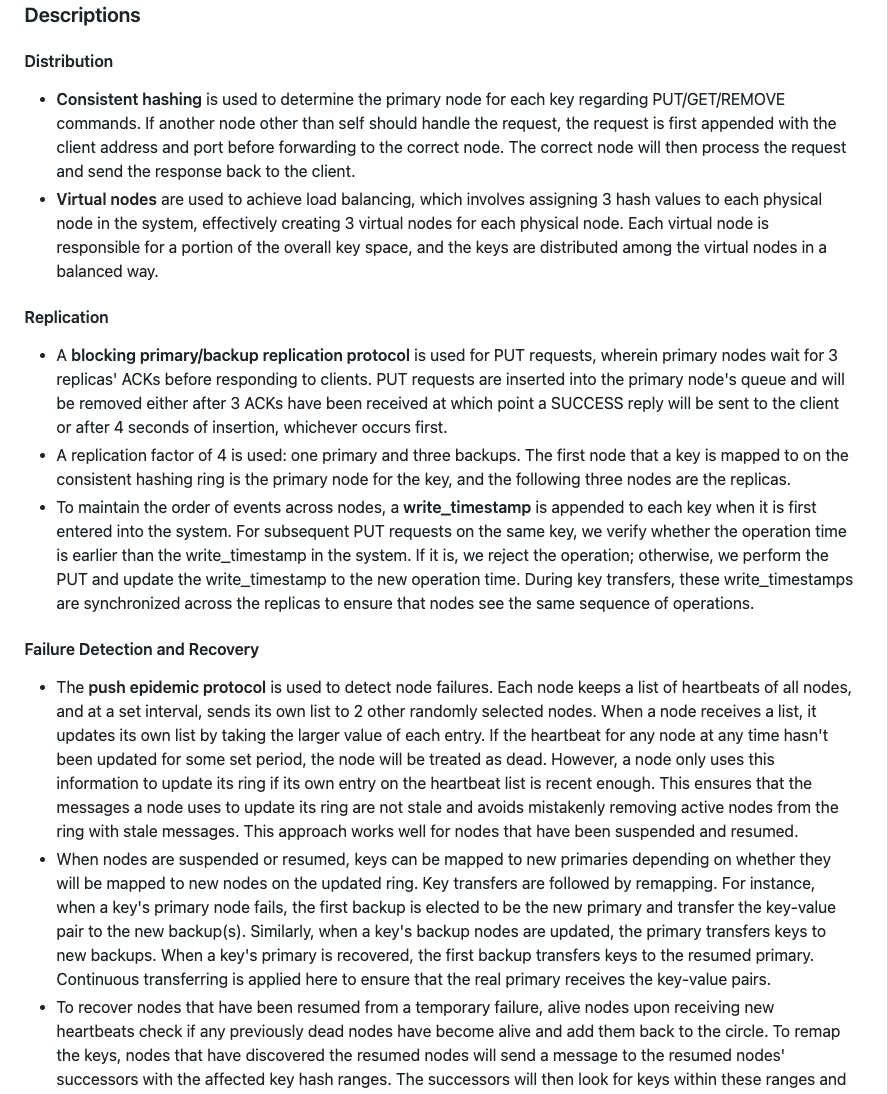 Descriptions
Distribution
• Consistent hashing is used to determine the primary node for each key regarding PUT/GET/REMOVE
commands. If another node other than self should handle the request, the request is first appended with the
client address and port before forwarding to the correct node. The correct node will then process the request
and send the response back to the client.
• Virtual nodes are used to achieve load balancing, which involves assigning 3 hash values to each physical
node in the system, effectively creating 3 virtual nodes for each physical node. Each virtual node is
responsible for a portion of the overall key space, and the keys are distributed among the virtual nodes in a
balanced way.
Replication
• A blocking primary/backup replication protocol is used for PUT requests, wherein primary nodes wait for 3
replicas' ACKs before responding to clients. PUT requests are inserted into the primary node's queue and will
be removed either after 3 ACKs have been received at which point a SUCCESS reply will be sent to the client
or after 4 seconds of insertion, whichever occurs first.
• A replication factor of 4 is used: one primary and three backups. The first node that a key is mapped to on the
consistent hashing ring is the primary node for the key, and the following three nodes are the replicas.
• To maintain the order of events across nodes, a write_timestamp is appended to each key when it is first
entered into the system. For subsequent PUT requests on the same key, we verify whether the operation time
is earlier than the write_timestamp in the system. If it is, we reject the operation; otherwise, we perform the
PUT and update the write_timestamp to the new operation time. During key transfers, these write_timestamps
are synchronized across the replicas to ensure that nodes see the same sequence of operations.
Failure Detection and Recovery
• The push epidemic protocol is used to detect node failures. Each node keeps a list of heartbeats of all nodes,
and at a set interval, sends its own list to 2 other randomly selected nodes. When a node receives a list, it
updates its own list by taking the larger value of each entry. If the heartbeat for any node at any time hasn't
been updated for some set period, the node will be treated as dead. However, a node only uses this
information to update its ring if its own entry on the heartbeat list is recent enough. This ensures that the
messages a node uses to update its ring are not stale and avoids mistakenly removing active nodes from the
ring with stale messages. This approach works well for nodes that have been suspended and resumed.
• When nodes are suspended or resumed, keys can be mapped to new primaries depending on whether they
will be mapped to new nodes on the updated ring. Key transfers are followed by remapping. For instance,
when a key's primary node fails, the first backup is elected to be the new primary and transfer the key-value
pair to the new backup(s). Similarly, when a key's backup nodes are updated, the primary transfers keys to
new backups. When a key's primary is recovered, the first backup transfers keys to the resumed primary.
Continuous transferring is applied here to ensure that the real primary receives the key-value pairs.
• To recover nodes that have been resumed from a temporary failure, alive nodes upon receiving new
heartbeats check if any previously dead nodes have become alive and add them back to the circle. To remap
the keys, nodes that have discovered the resumed nodes will send a message to the resumed nodes'
successors with the affected key hash ranges. The successors will then look for keys within these ranges and